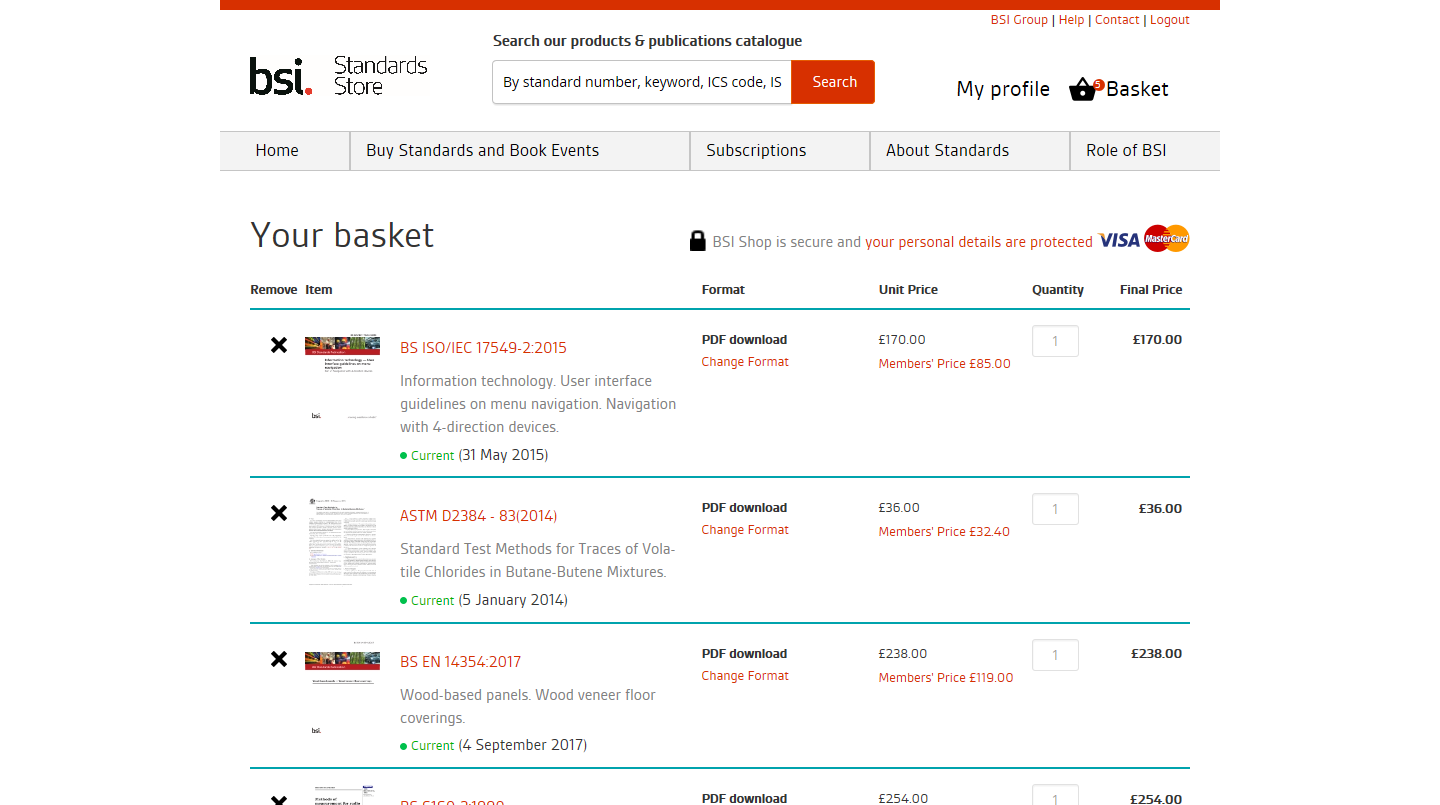 BSI Group | Help | Contact | Logout
Search our products & publications catalogue
bsi. Standards Store
By standard number, keyword, ICS code, IS
Search
My profile
5
Basket
Home
Buy Standards and Book Events
Subscriptions
About Standards
Role of BSI
Your basket
BSI Shop is secure and your personal details are protected
VISA MasterCard
Remove Item Format Unit Price Quantity Final Price
BS ISO/IEC 17549-2:2015
Information technology. User interface
guidelines on menu navigation. Navigation
with 4-direction devices.
Current (31 May 2015)
PDF download
Change Format
£170.00
Members' Price £85.00
1
£170.00
bsi.
ASTM D2384 - 83(2014)
Standard Test Methods for Traces of Vola-
tile Chlorides in Butane-Butene Mixtures.
Current (5 January 2014)
PDF download
Change Format
£36.00
Members' Price £32.40
1
£36.00
BS EN 14354:2017
Wood-based panels. Wood veneer floor
coverings.
Current (4 September 2017)
PDF download
Change Format
£238.00
Members' Price £119.00
1
£238.00
bsi.
PDF download
£254.00
1
£254.00